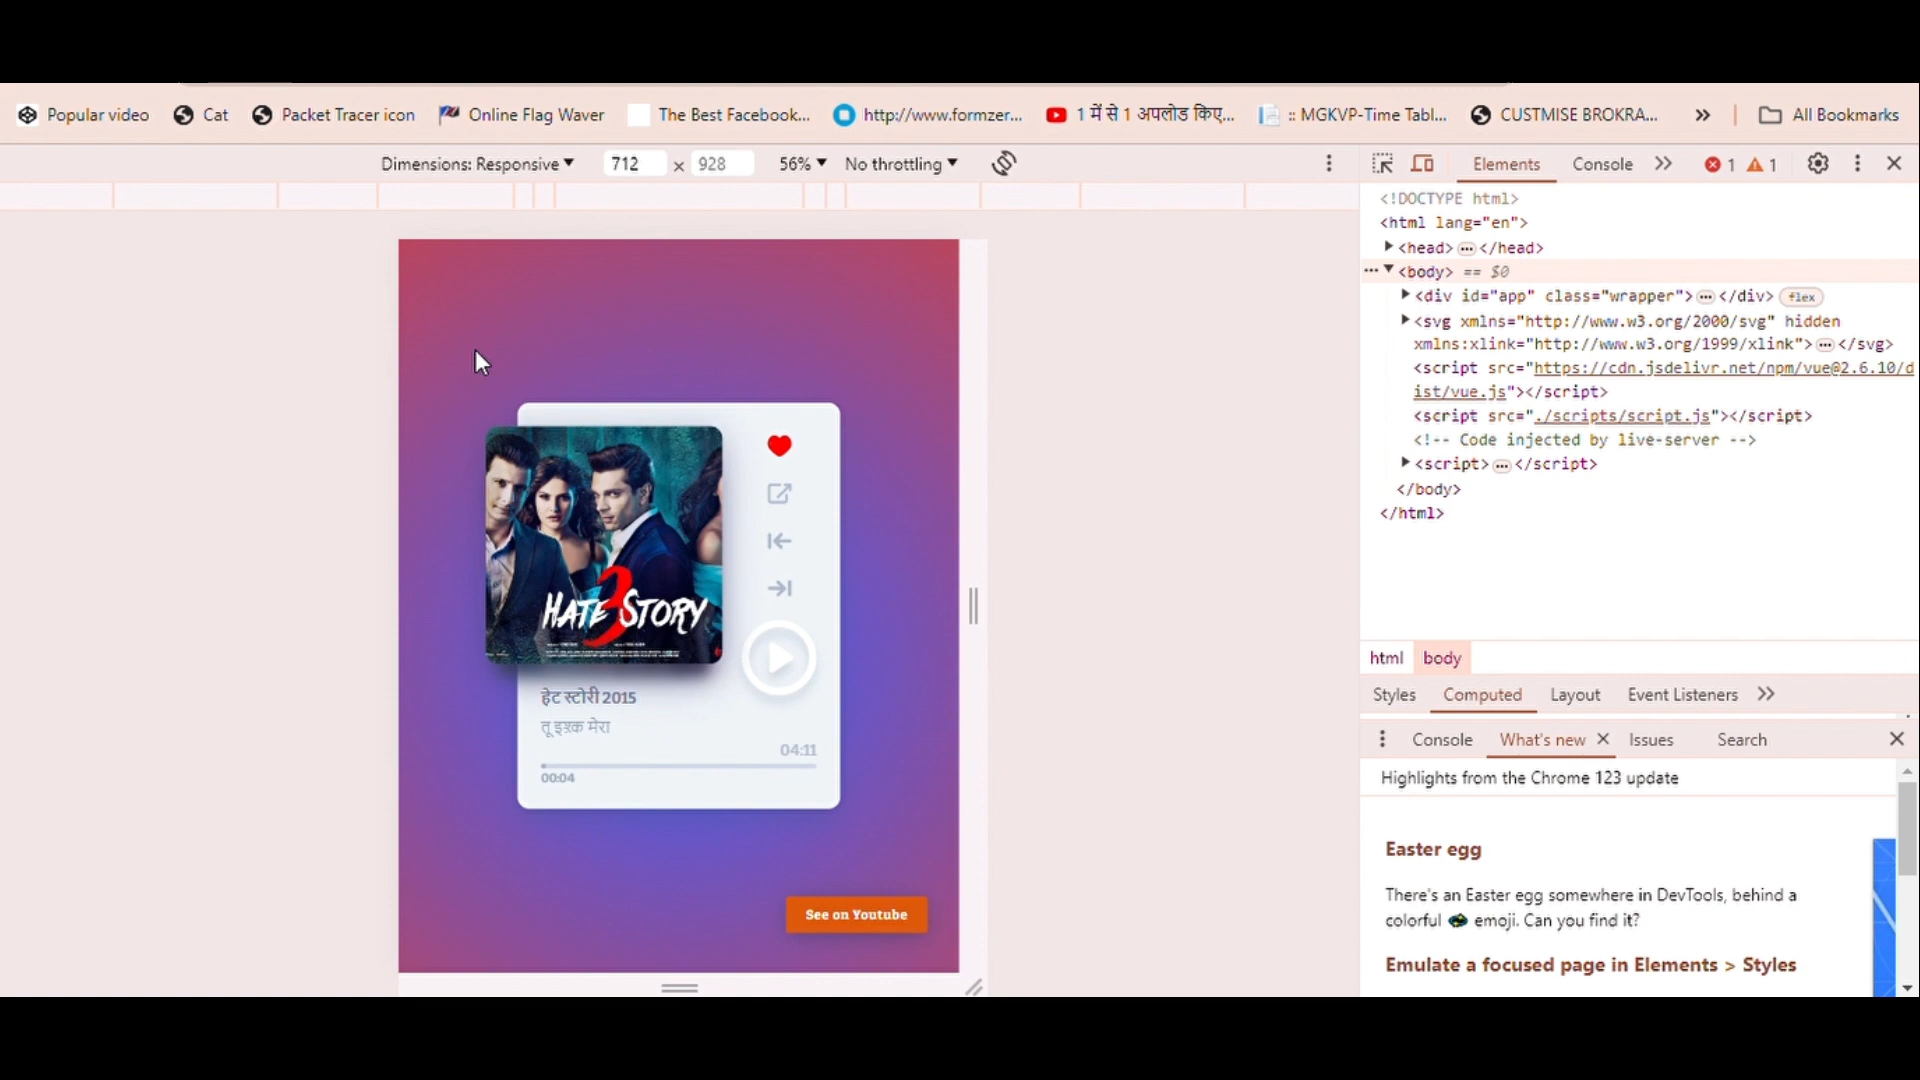 Popular video Cat Packet Tracer icon Online Flag Waver The Best Facebook... http://www.formzer... 1 में से 1 अपलोड किए... :: MGKVP-Time Tabl... CUSTMISE BROKRA... » All Bookmarks
Dimensions: Responsive 712 x 928 56% No throttling
Elements Console » 1 1
<!DOCTYPE html>
<html lang="en">
<head> ... </head>
... <body> == $0
<div id="app" class="wrapper"> ... </div> flex
<svg xmlns="http://www.w3.org/2000/svg" hidden
xmlns:xlink="http://www.w3.org/1999/xlink"> ... </svg>
<script src="https://cdn.jsdelivr.net/npm/vue@2.6.10/d
ist/vue.js"></script>
<script src="./scripts/script.js"></script>
<!-- Code injected by live-server -->
<script> ... </script>
</body>
</html>
HATE 3 STORY
हेट स्टोरी 2015
तू इश्क़ मेरा
04:11
00:04
See on Youtube
html body
Styles Computed Layout Event Listeners »
Console What's new Issues Search
Highlights from the Chrome 123 update
Easter egg
There's an Easter egg somewhere in DevTools, behind a
colorful emoji. Can you find it?
Emulate a focused page in Elements > Styles